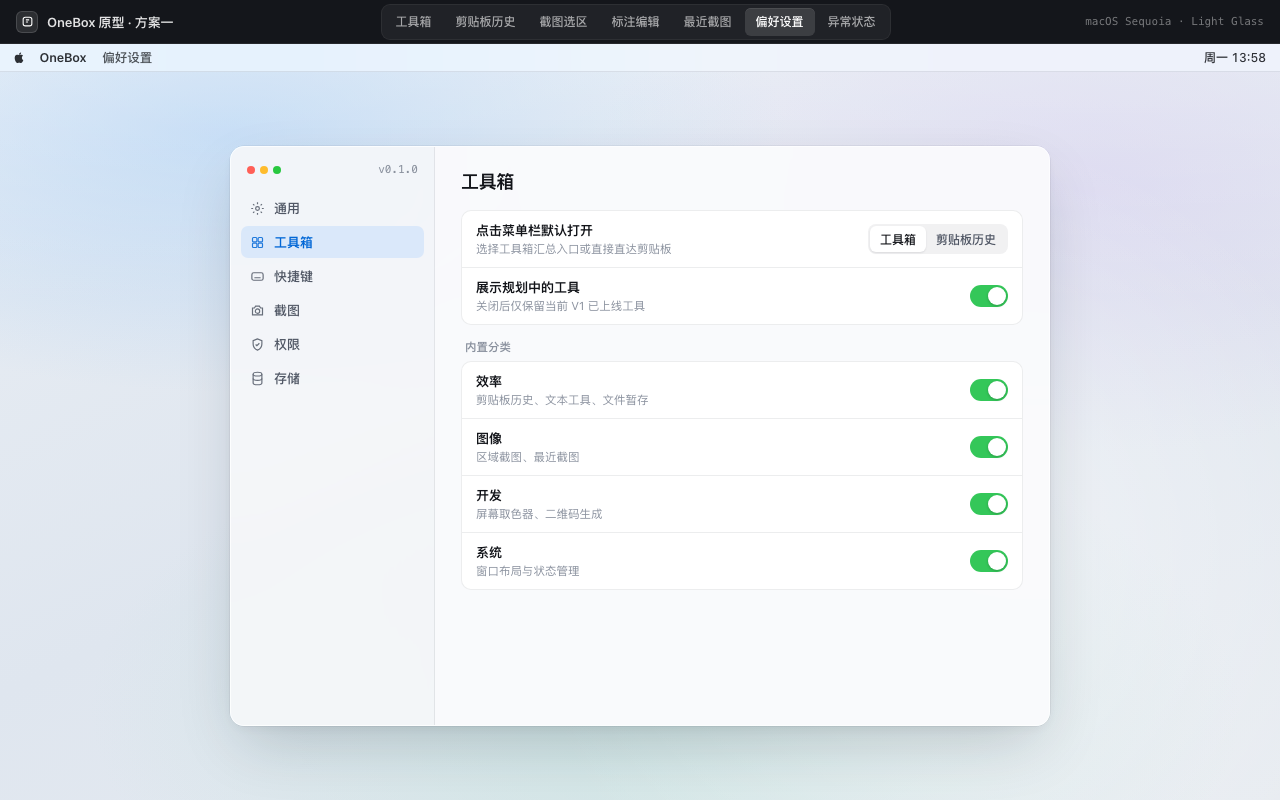 OneBox 原型 · 方案一
工具箱 剪贴板历史 截图选区 标注编辑 最近截图 偏好设置 异常状态
macOS Sequoia · Light Glass
OneBox 偏好设置
周一 13:58
v0.1.0
通用
工具箱
快捷键
截图
权限
存储
工具箱
点击菜单栏默认打开
选择工具箱汇总入口或直接直达剪贴板
工具箱 剪贴板历史
展示规划中的工具
关闭后仅保留当前 V1 已上线工具
内置分类
效率
剪贴板历史、文本工具、文件暂存
图像
区域截图、最近截图
开发
屏幕取色器、二维码生成
系统
窗口布局与状态管理